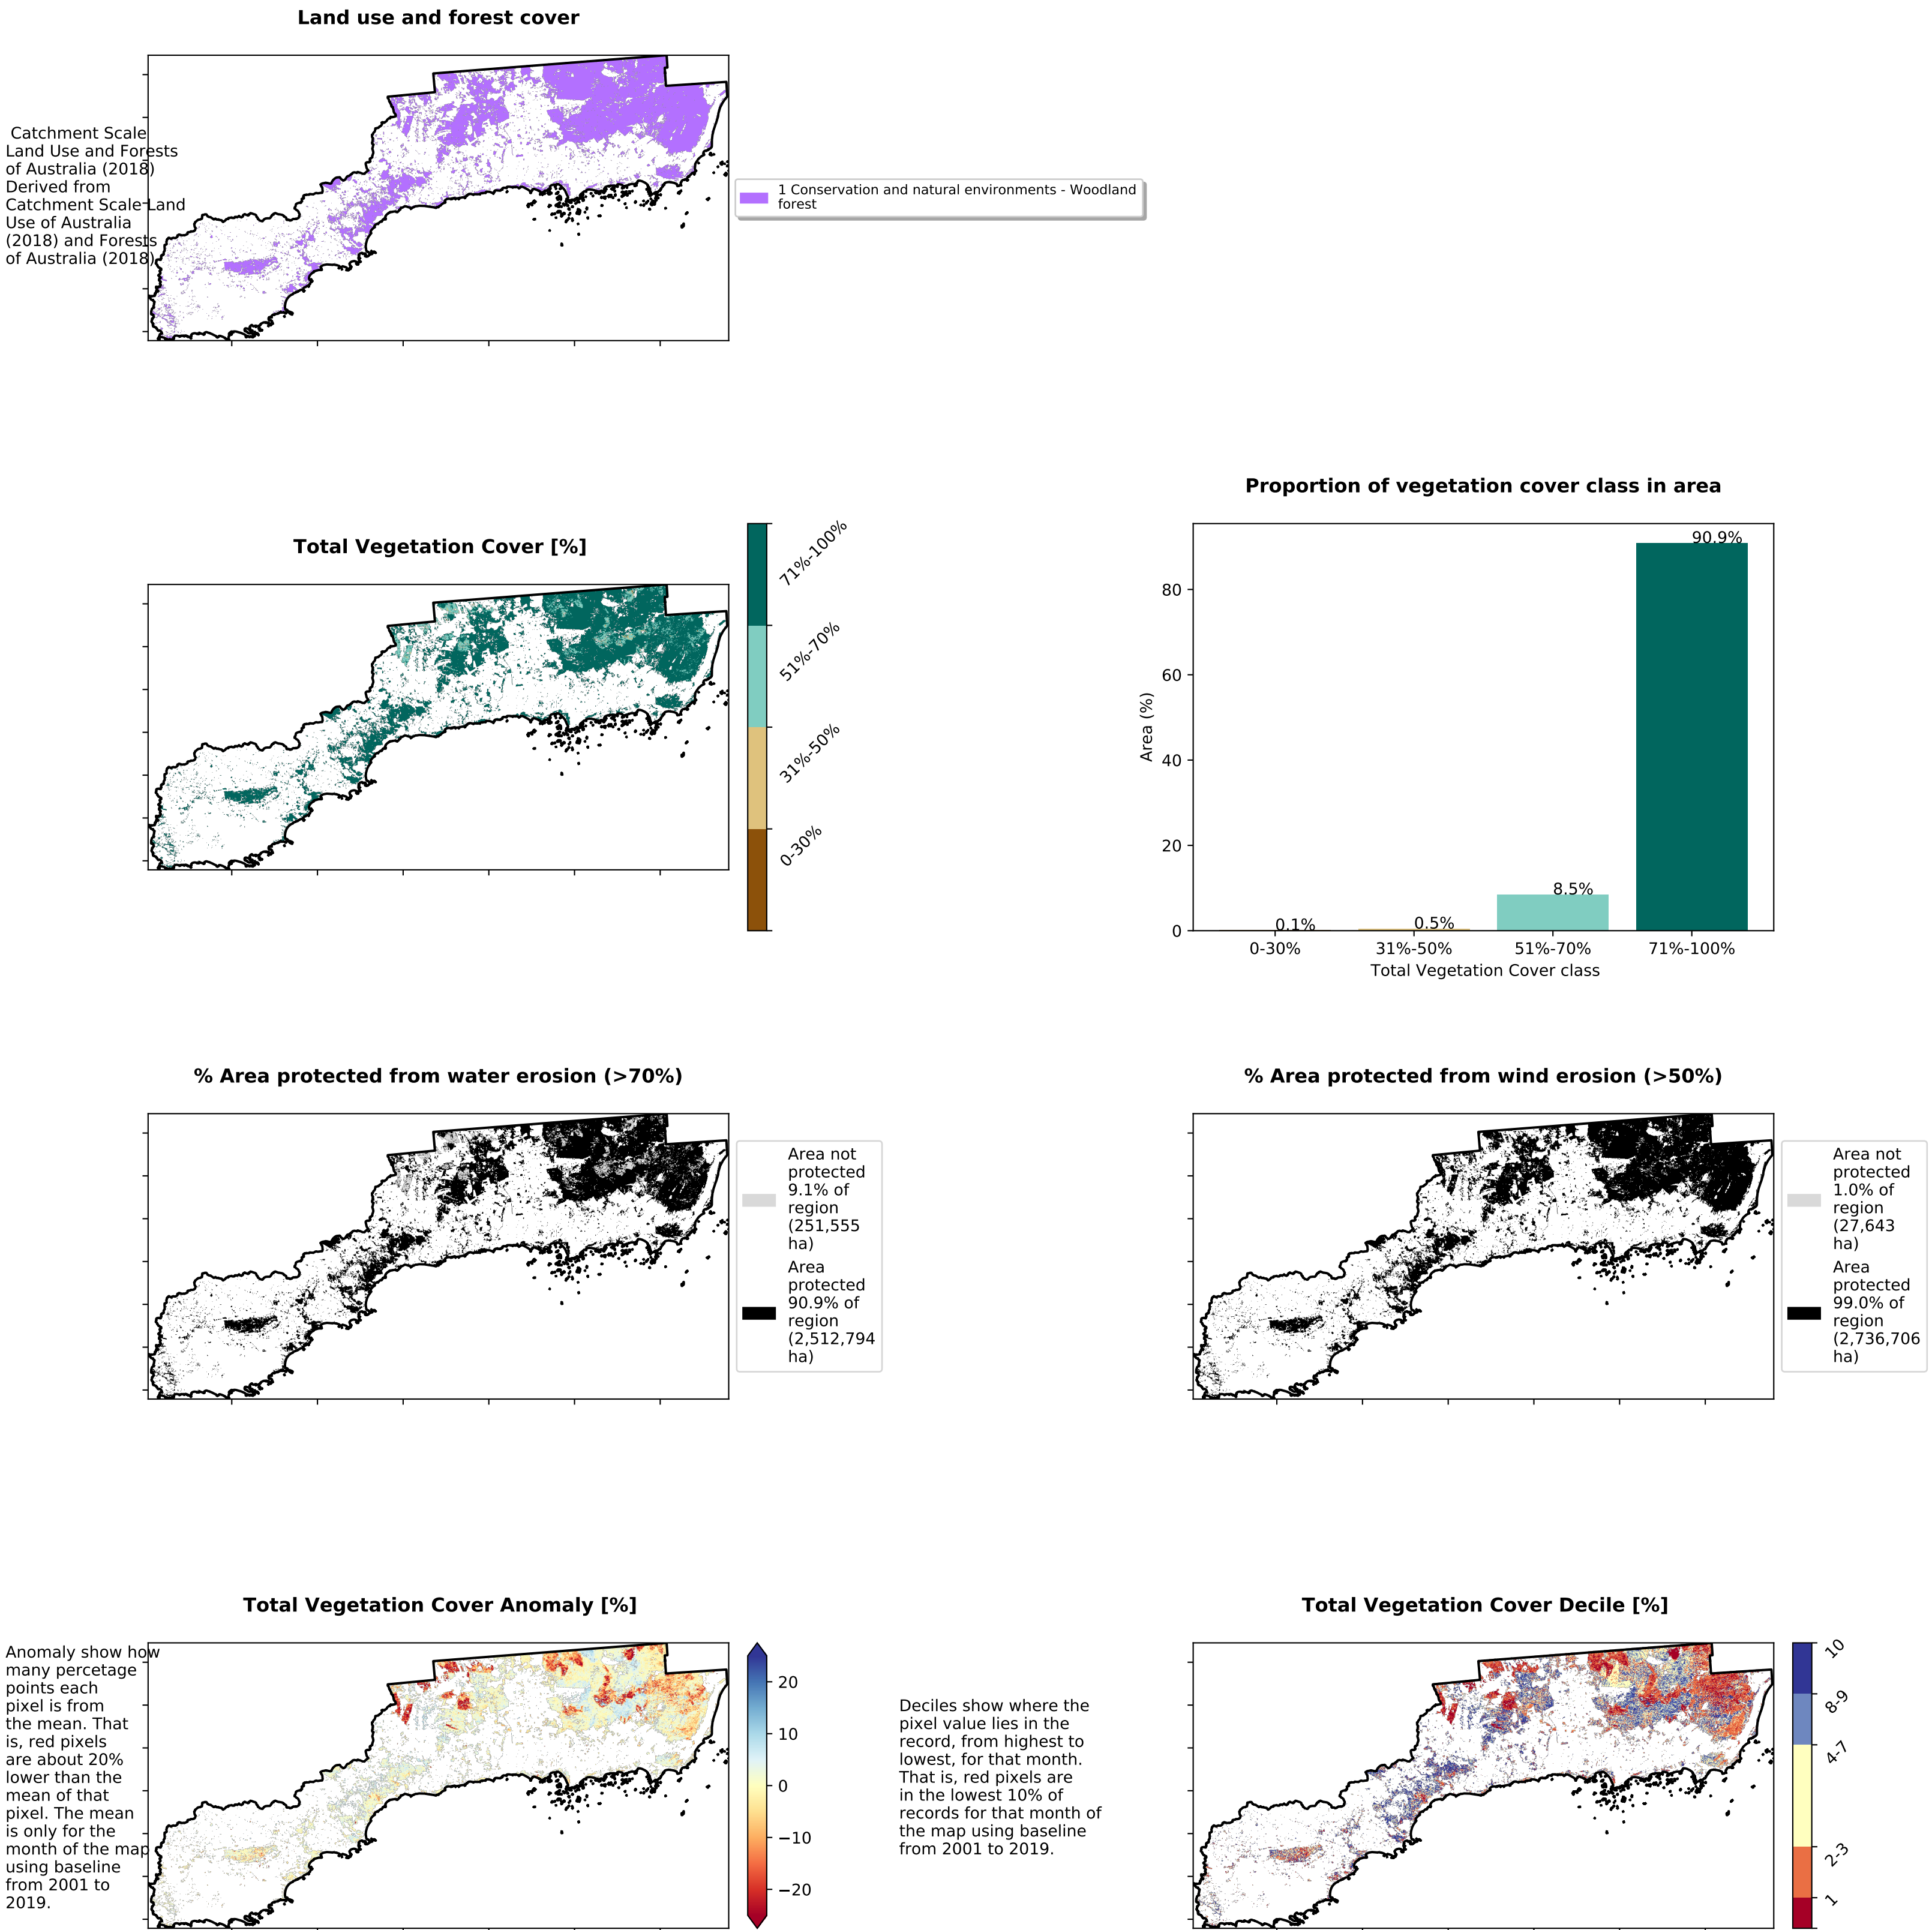 Land use and forest cover
Catchment Scale
Land Use and Forests
of Australia (2018)
Derived from
Catchment Scale Land
Use of Australia
(2018) and Forests
of Australia (2018)
1 Conservation and natural environments - Woodland
forest
Total Vegetation Cover [%]
71%-100%
51%-70%
31%-50%
0-30%
Proportion of vegetation cover class in area
Area (%)
80
60
40
20
0
0.1%
0.5%
8.5%
90.9%
0-30%
31%-50%
51%-70%
71%-100%
Total Vegetation Cover class
% Area protected from water erosion (>70%)
Area not
protected
9.1% of
region
(251,555
ha)
Area
protected
90.9% of
region
(2,512,794
ha)
% Area protected from wind erosion (>50%)
Area not
protected
1.0% of
region
(27,643
ha)
Area
protected
99.0% of
region
(2,736,706
ha)
Total Vegetation Cover Anomaly [%]
Anomaly show how
many percetage
points each
pixel is from
the mean. That
is, red pixels
are about 20%
lower than the
mean of that
pixel. The mean
is only for the
month of the map
using baseline
from 2001 to
2019.
20
10
0
−10
−20
Total Vegetation Cover Decile [%]
Deciles show where the
pixel value lies in the
record, from highest to
lowest, for that month.
That is, red pixels are
in the lowest 10% of
records for that month of
the map using baseline
from 2001 to 2019.
10
8-9
4-7
2-3
1